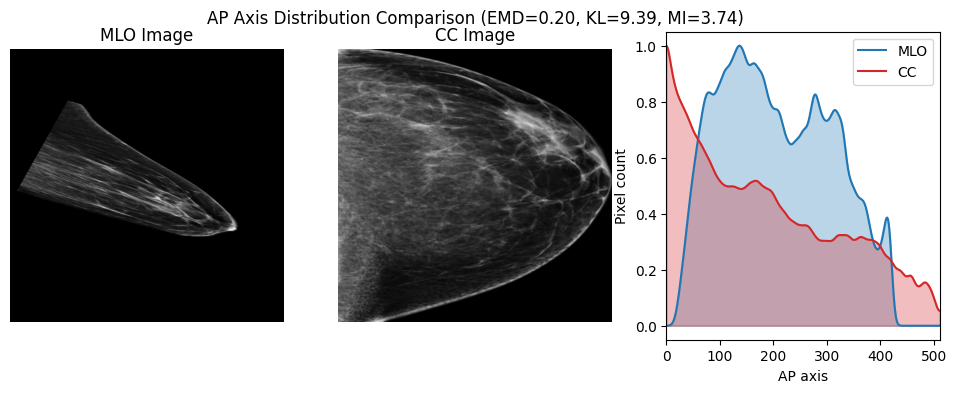 AP Axis Distribution Comparison (EMD=0.20, KL=9.39, MI=3.74)
MLO Image
CC Image
MLO
CC
Pixel count
1.0
0.8
0.6
0.4
0.2
0.0
0 100 200 300 400 500
AP axis